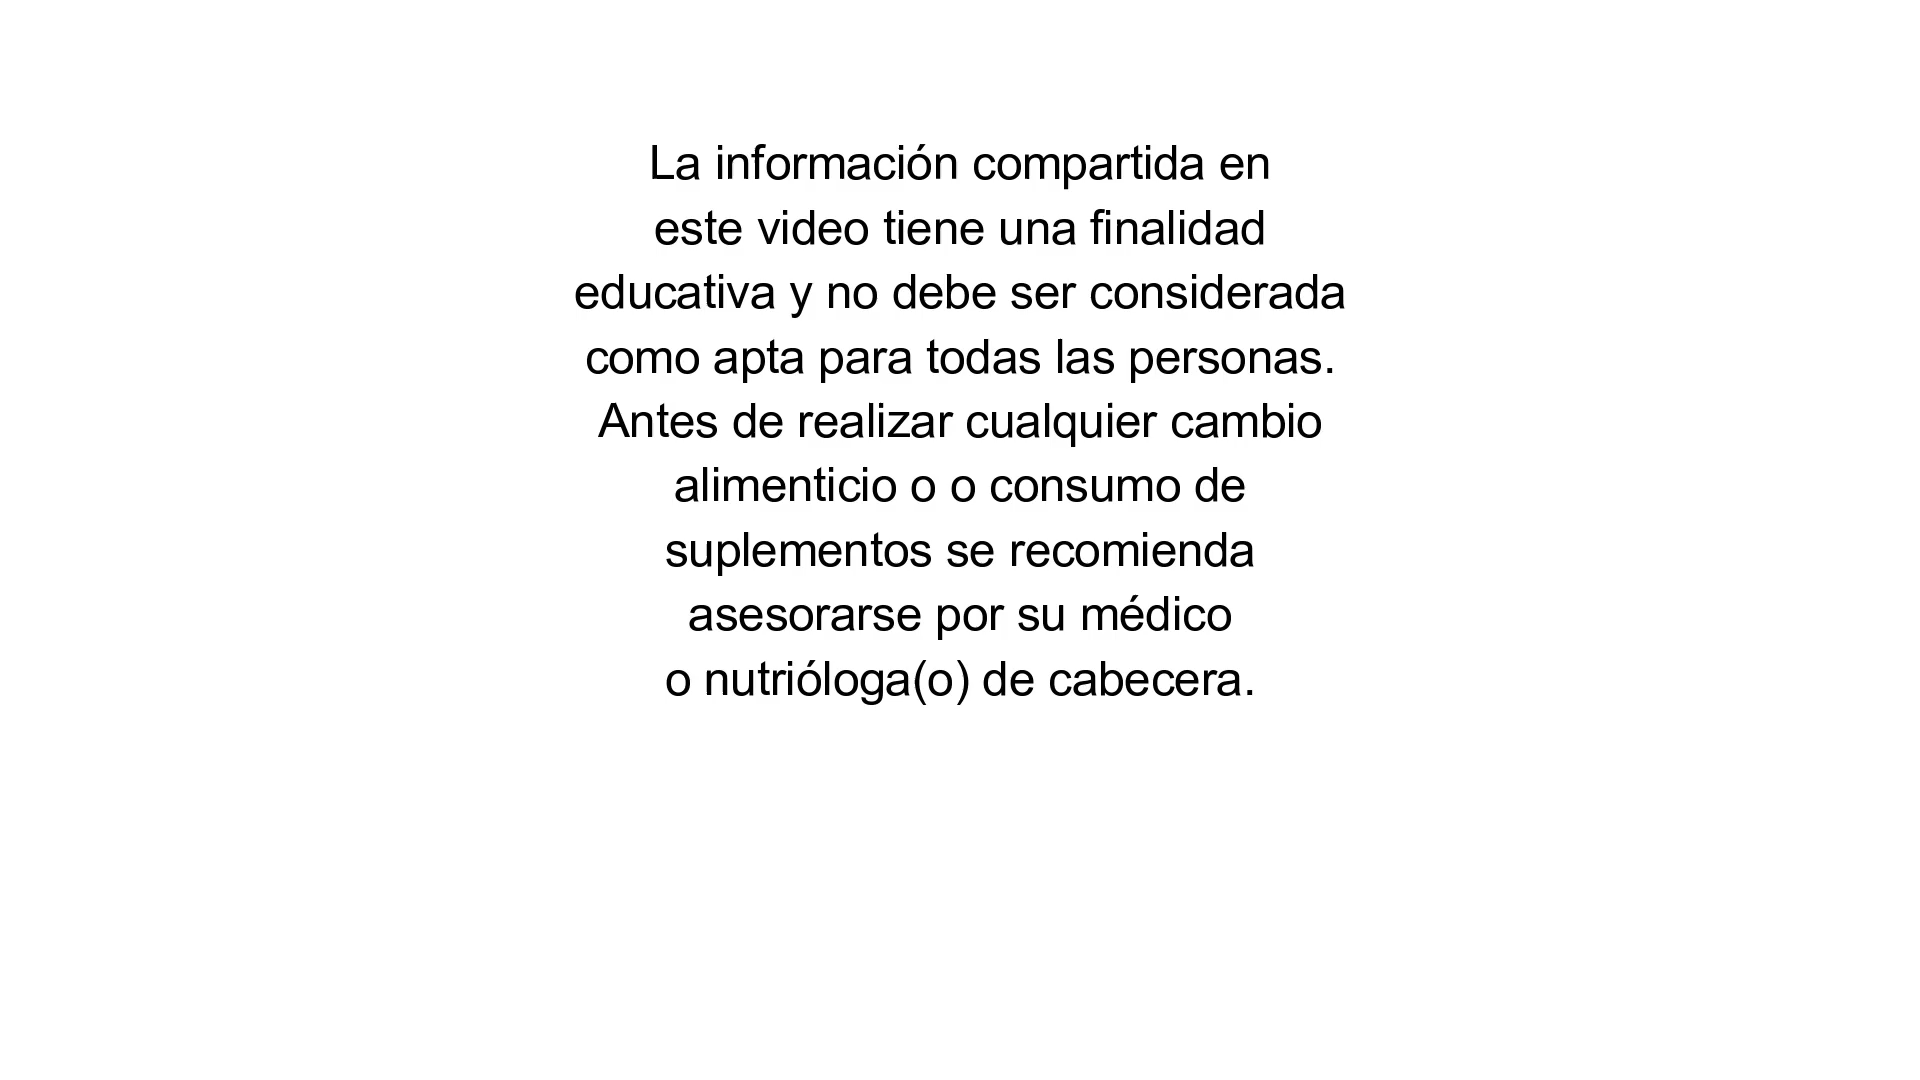 La información compartida en
este video tiene una finalidad
educativa y no debe ser considerada
como apta para todas las personas.
Antes de realizar cualquier cambio
alimenticio o o consumo de
suplementos se recomienda
asesorarse por su médico
o nutrióloga(o) de cabecera.